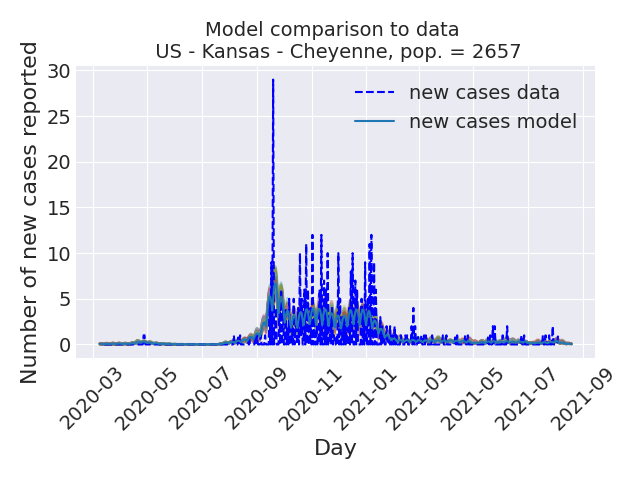 Model comparison to data
US - Kansas - Cheyenne, pop. = 2657
Number of new cases reported
30
25
20
15
10
5
0
new cases data
new cases model
2020-03
2020-05
2020-07
2020-09
2020-11
2021-01
2021-03
2021-05
2021-07
2021-09
Day